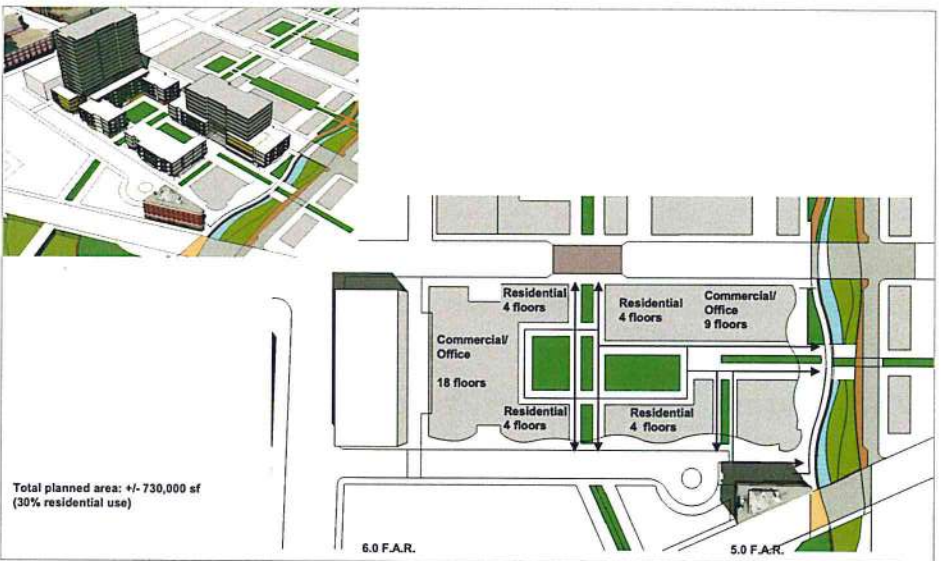 Residential
4 floors
Residential
4 floors
Commercial/
Office
9 floors
Commercial/
Office
18 floors
Residential
4 floors
Residential
4 floors
Total planned area: +/- 730,000 sf
(30% residential use)
6.0 F.A.R.
5.0 F.A.R.